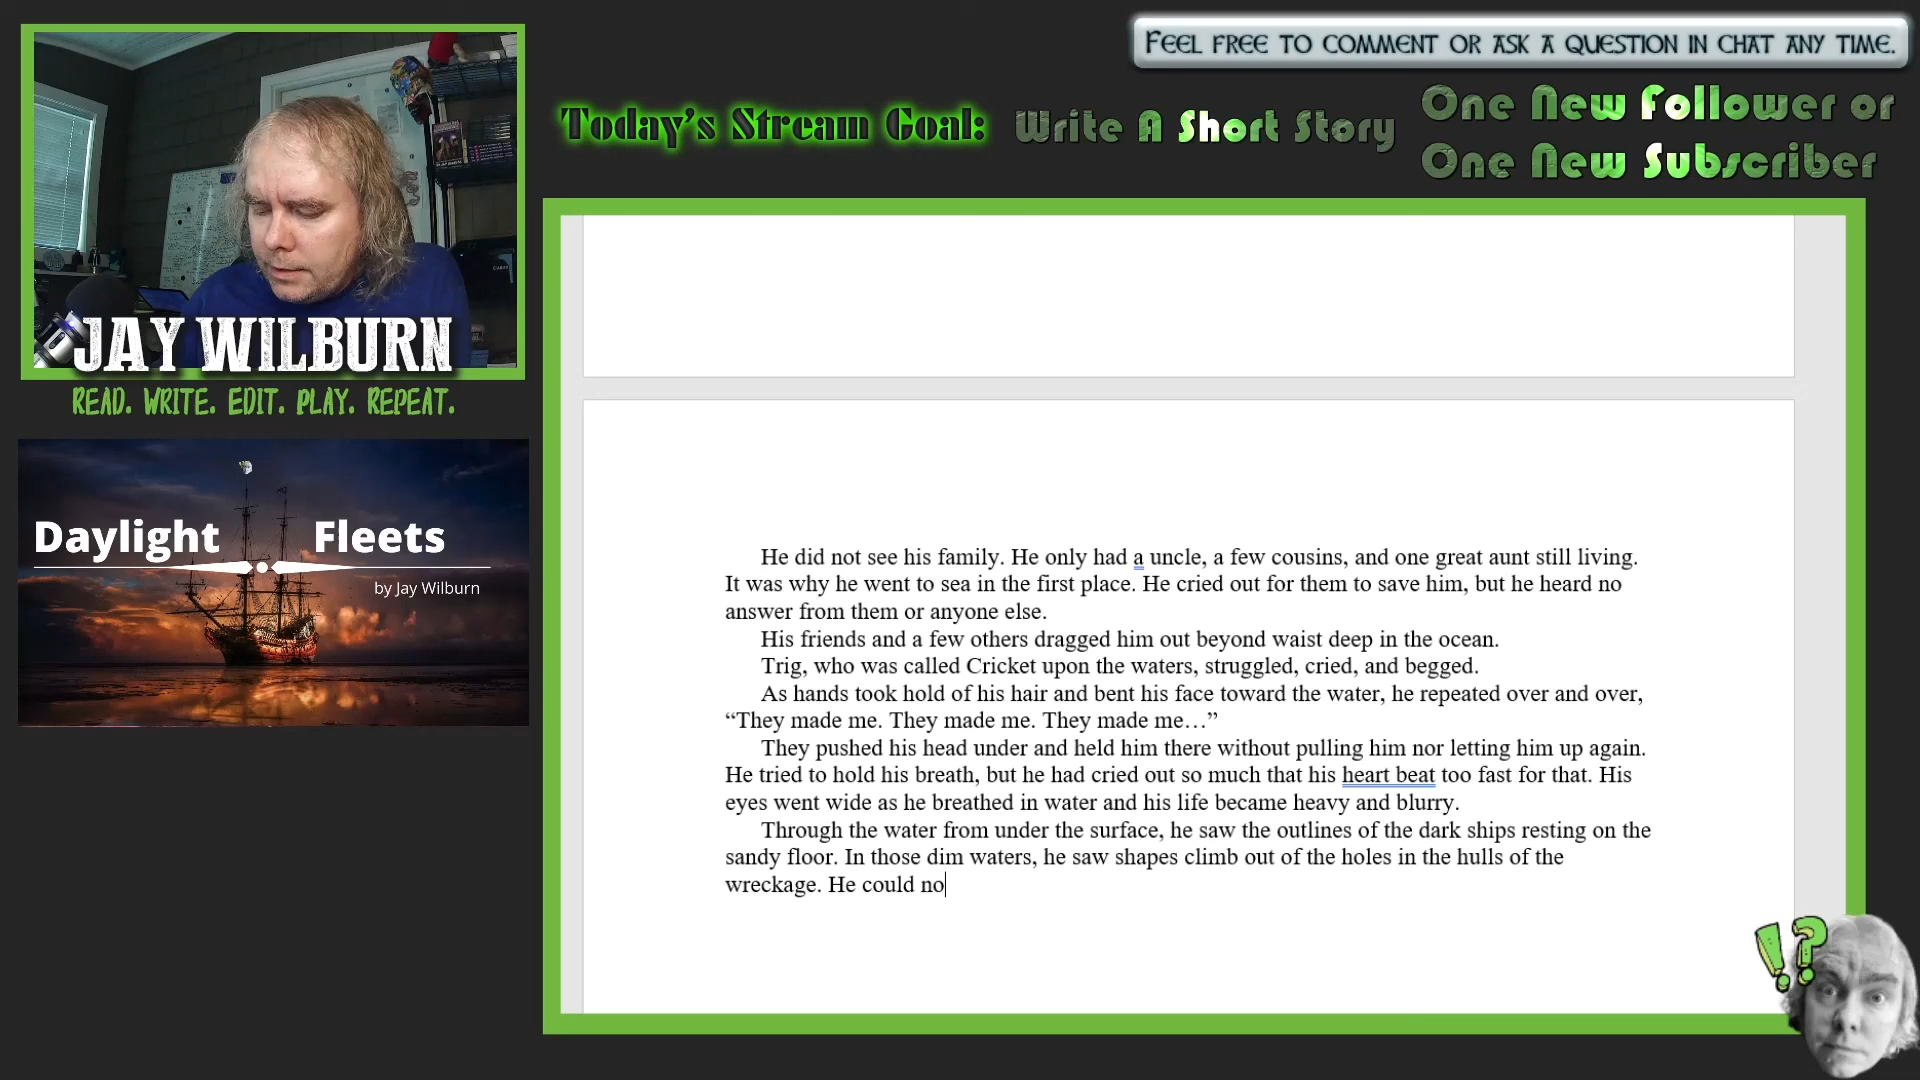 FEEL FREE TO COMMENT OR ASK A QUESTION IN CHAT ANY TIME.
Today's Stream Goal:
Write A Short Story
One New Follower or
One New Subscriber
JAY WILBURN
READ. WRITE. EDIT. PLAY. REPEAT.
Daylight Fleets
by Jay Wilburn
He did not see his family. He only had a uncle, a few cousins, and one great aunt still living.
It was why he went to sea in the first place. He cried out for them to save him, but he heard no
answer from them or anyone else.
His friends and a few others dragged him out beyond waist deep in the ocean.
Trig, who was called Cricket upon the waters, struggled, cried, and begged.
As hands took hold of his hair and bent his face toward the water, he repeated over and over,
“They made me. They made me. They made me…”
They pushed his head under and held him there without pulling him nor letting him up again.
He tried to hold his breath, but he had cried out so much that his heart beat too fast for that. His
eyes went wide as he breathed in water and his life became heavy and blurry.
Through the water from under the surface, he saw the outlines of the dark ships resting on the
sandy floor. In those dim waters, he saw shapes climb out of the holes in the hulls of the
wreckage. He could no
!?